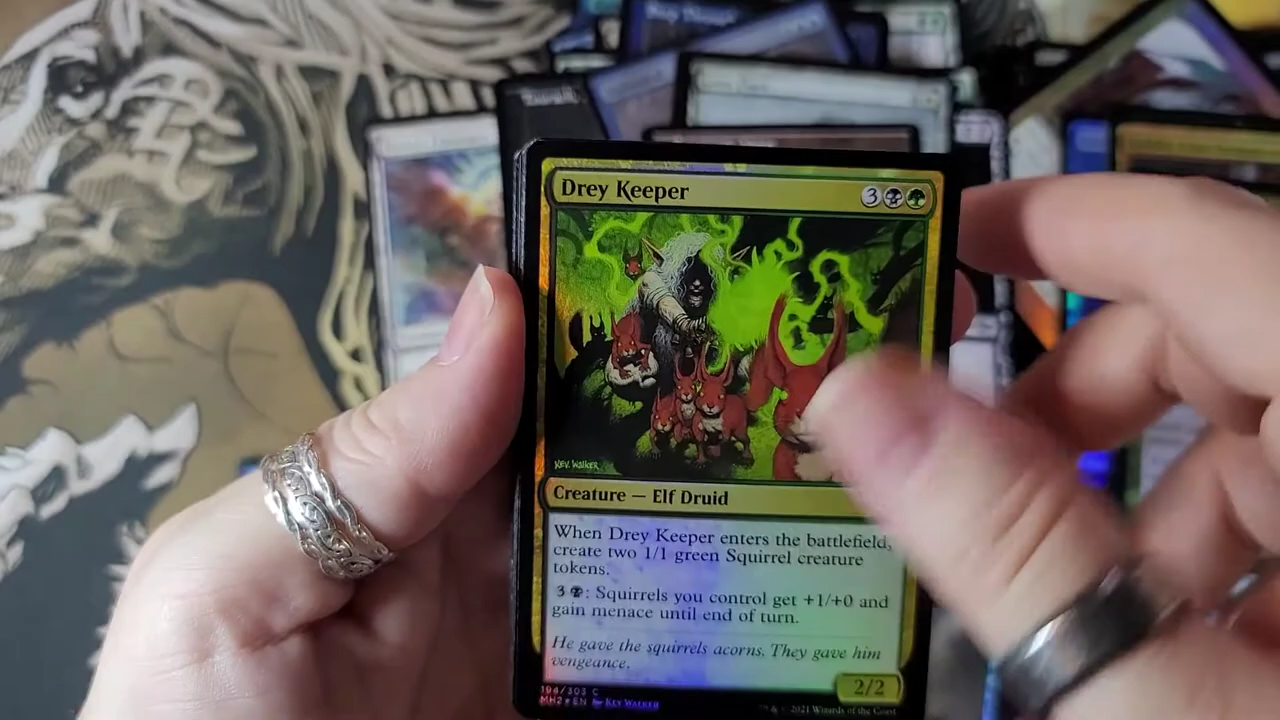 Drey Keeper
3
KEV. WALKER
Creature — Elf Druid
When Drey Keeper enters the battlefield,
create two 1/1 green Squirrel creature
tokens.
3 : Squirrels you control get +1/+0 and
gain menace until end of turn.
He gave the squirrels acorns. They gave him
vengeance.
2/2
194/303 C
MH2 • EN Kev Walker
& © 2021 Wizards of the Coast